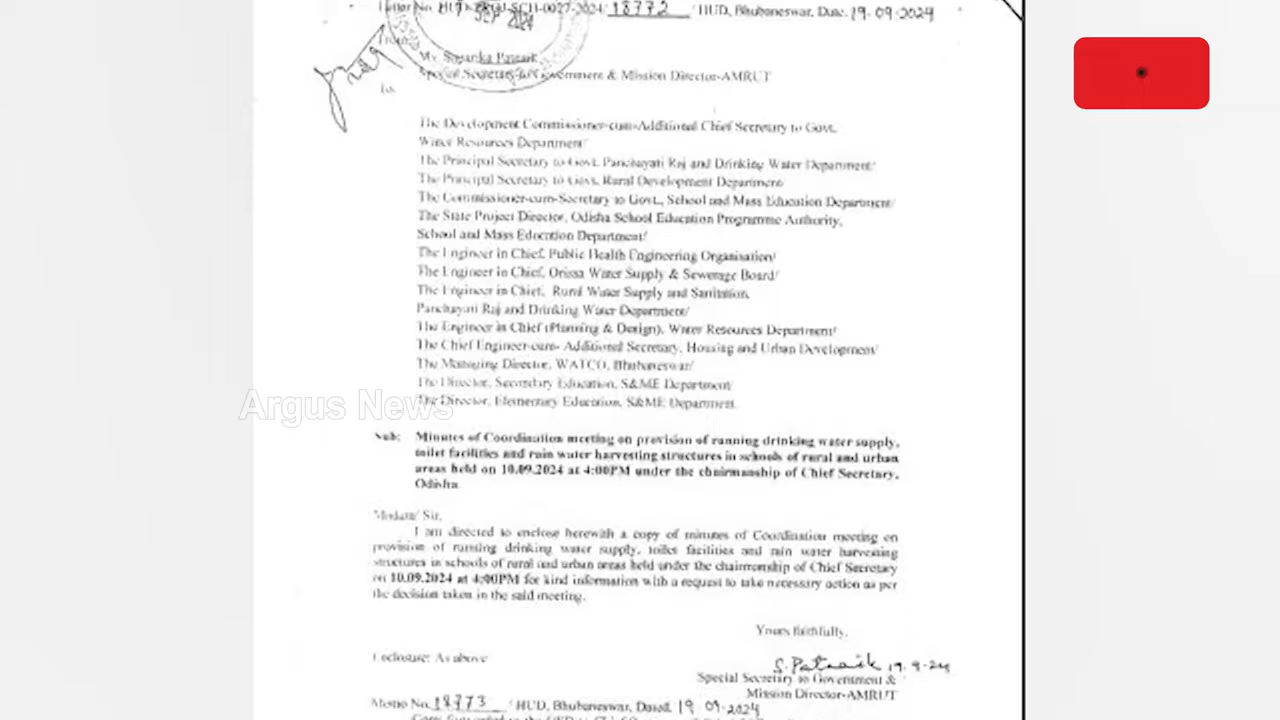 Letter No. 18772 / HUD, Bhubaneswar, Date. 19.09.2024
SEP 2024
Special Secretary to Government & Mission Director-AMRUT
To
The Development Commissioner-cum-Additional Chief Secretary to Govt.
Water Resources Department/
The Principal Secretary to Govt. Panchayati Raj and Drinking Water Department/
The Principal Secretary to Govt. Rural Development Department
The Commissioner-cum-Secretary to Govt., School and Mass Education Department/
The State Project Director, Odisha School Education Programme Authority,
School and Mass Education Department/
The Engineer in Chief, Public Health Engineering Organisation/
The Engineer in Chief, Orissa Water Supply & Sewerage Board/
The Engineer in Chief, Rural Water Supply and Sanitation,
Panchayati Raj and Drinking Water Department/
The Engineer in Chief (Planning & Design), Water Resources Department/
The Chief Engineer-cum- Additional Secretary, Housing and Urban Development/
The Managing Director, WATCO, Bhubaneswar/
The Director, Secondary Education, S&ME Department
The Director, Elementary Education, S&ME Department
Argus News
Sub: Minutes of Coordination meeting on provision of running drinking water supply,
toilet facilities and rain water harvesting structures in schools of rural and urban
areas held on 10.09.2024 at 4:00PM under the chairmanship of Chief Secretary,
Odisha
Madam/ Sir,
I am directed to enclose herewith a copy of minutes of Coordination meeting on
provision of running drinking water supply, toilet facilities and rain water harvesting
structures in schools of rural and urban areas held under the chairmanship of Chief Secretary
on 10.09.2024 at 4:00PM for kind information with a request to take necessary action as per
the decision taken in the said meeting.
Yours faithfully,
S. Patnaik 19.9.24
Enclosure: As above
Special Secretary to Government &
Mission Director-AMRUT
Memo No. 18773 / HUD, Bhubaneswar, Dated. 19.09.2024